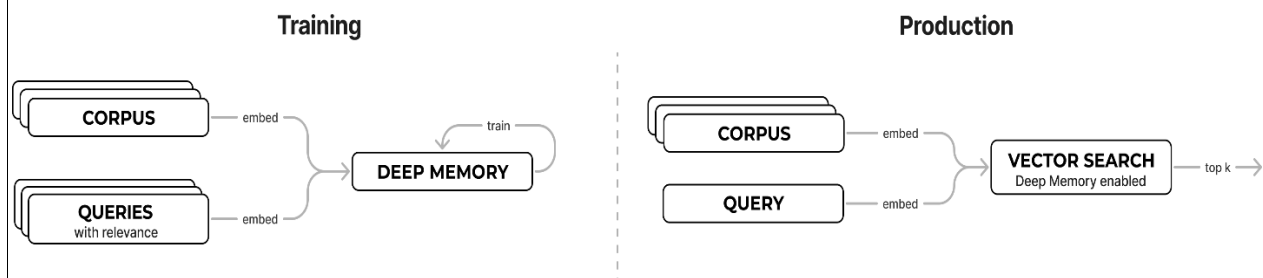 Training
CORPUS
embed
train
DEEP MEMORY
QUERIES
with relevance
embed
Production
CORPUS
embed
VECTOR SEARCH
Deep Memory enabled
top k
QUERY
embed